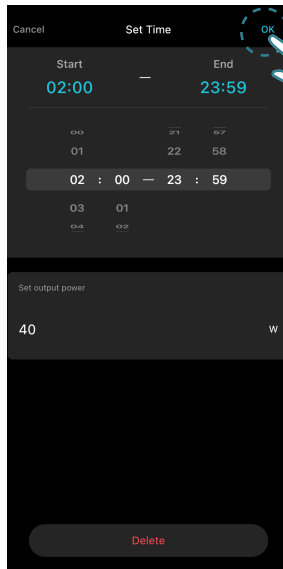 Cancel Set Time OK
Start End
02:00 — 23:59
00 21 57
01 22 58
02 : 00 — 23 : 59
03 01
04 02
Set output power
40 W
Delete